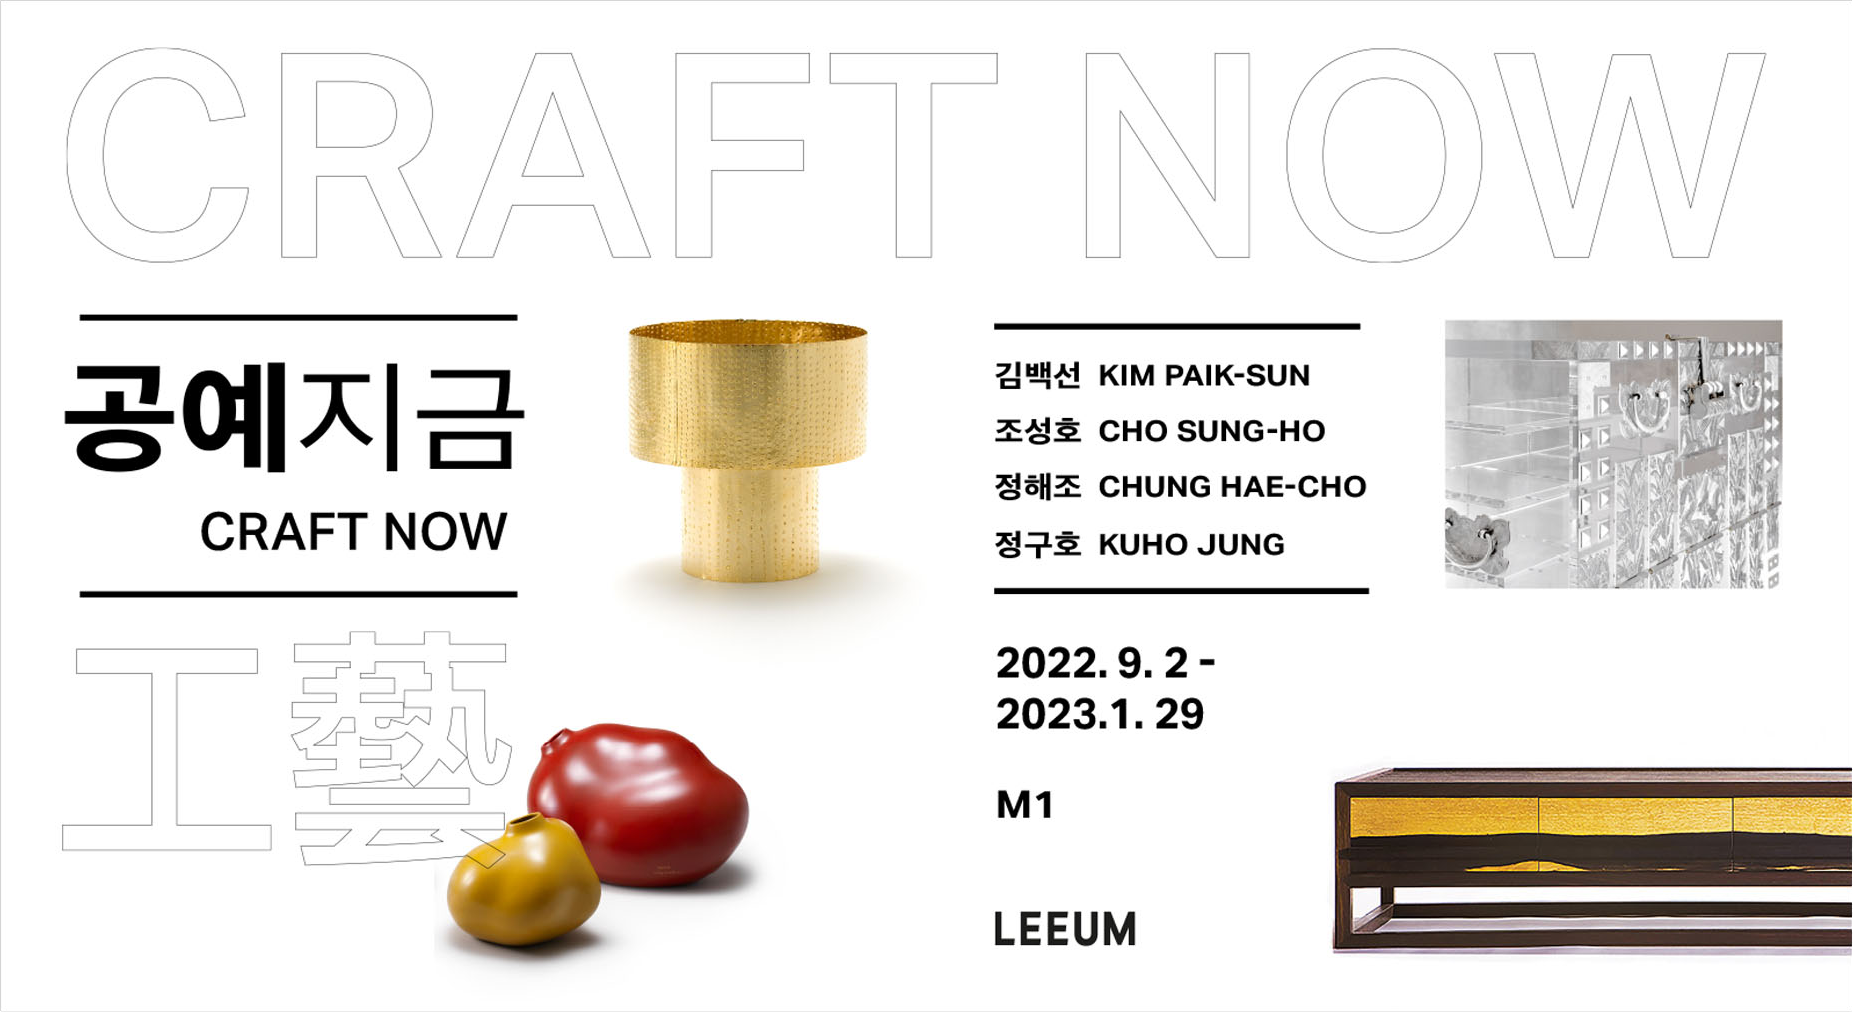 CRAFT NOW
공예지금
CRAFT NOW
工藝
김백선 KIM PAIK-SUN
조성호 CHO SUNG-HO
정해조 CHUNG HAE-CHO
정구호 KUHO JUNG
2022. 9. 2 -
2023.1. 29
M1
LEEUM